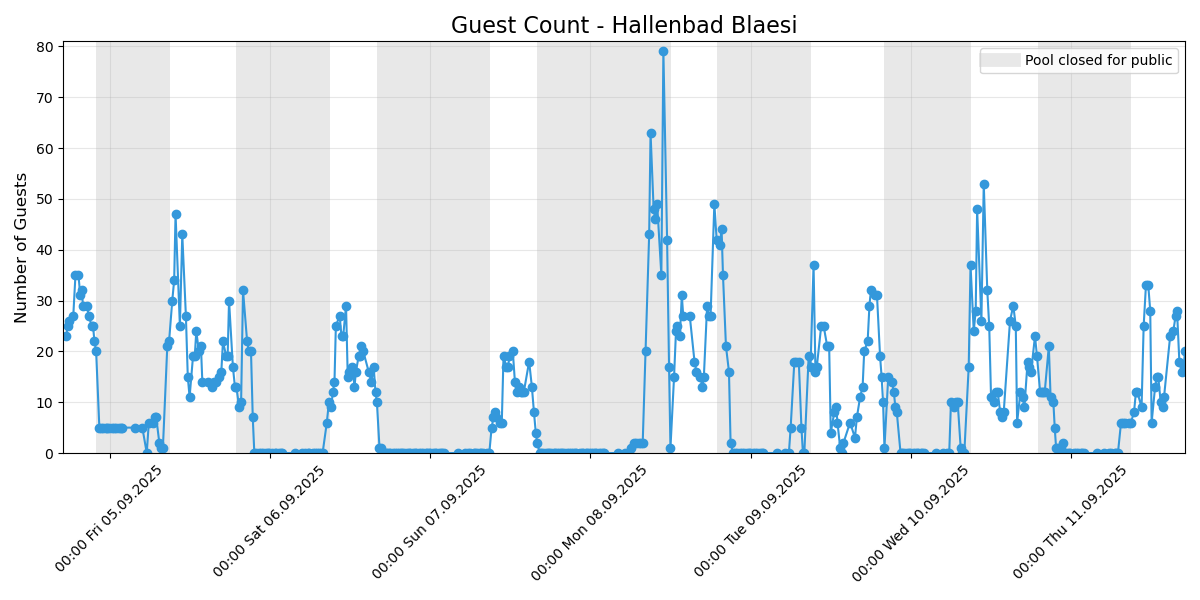 Guest Count - Hallenbad Blaesi
Pool closed for public
Number of Guests
80
70
60
50
40
30
20
10
0
00:00 Fri 05.09.2025
00:00 Sat 06.09.2025
00:00 Sun 07.09.2025
00:00 Mon 08.09.2025
00:00 Tue 09.09.2025
00:00 Wed 10.09.2025
00:00 Thu 11.09.2025